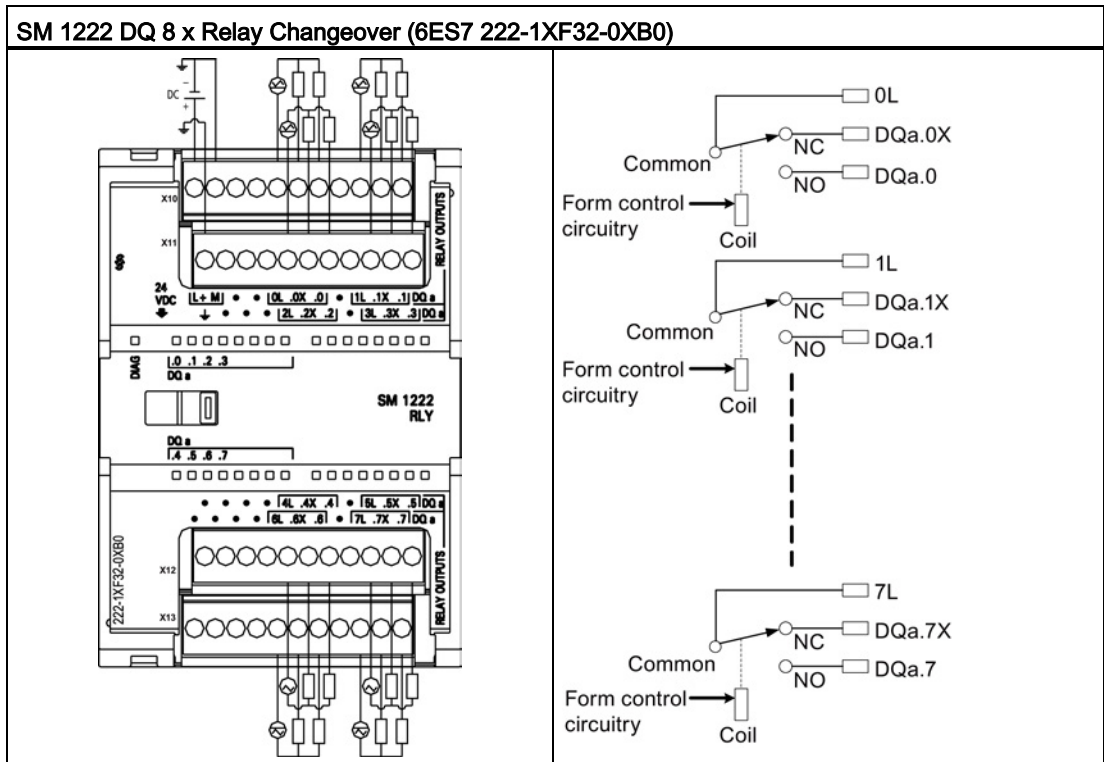 SM 1222 DQ 8 x Relay Changeover (6ES7 222-1XF32-0XB0)
DC
-
+
X10
X11
RELAY OUTPUTS
24
VDC
L+ M • • 0L .0X .0 • 1L .1X .1 DQ a
• • • • 2L .2X .2 • 3L .3X .3 DQ a
DIAG
.0 .1 .2 .3
DQ a
SM 1222
RLY
DQ a
.4 .5 .6 .7
• • • • 4L .4X .4 • 5L .5X .5 DQ a
• • • • 6L .6X .6 • 7L .7X .7 DQ a
222-1XF32-0XB0
X12
X13
RELAY OUTPUTS
0L
DQa.0X
NC
Common
DQa.0
NO
Form control
circuitry
Coil
1L
DQa.1X
NC
Common
DQa.1
NO
Form control
circuitry
Coil
7L
DQa.7X
NC
Common
DQa.7
NO
Form control
circuitry
Coil